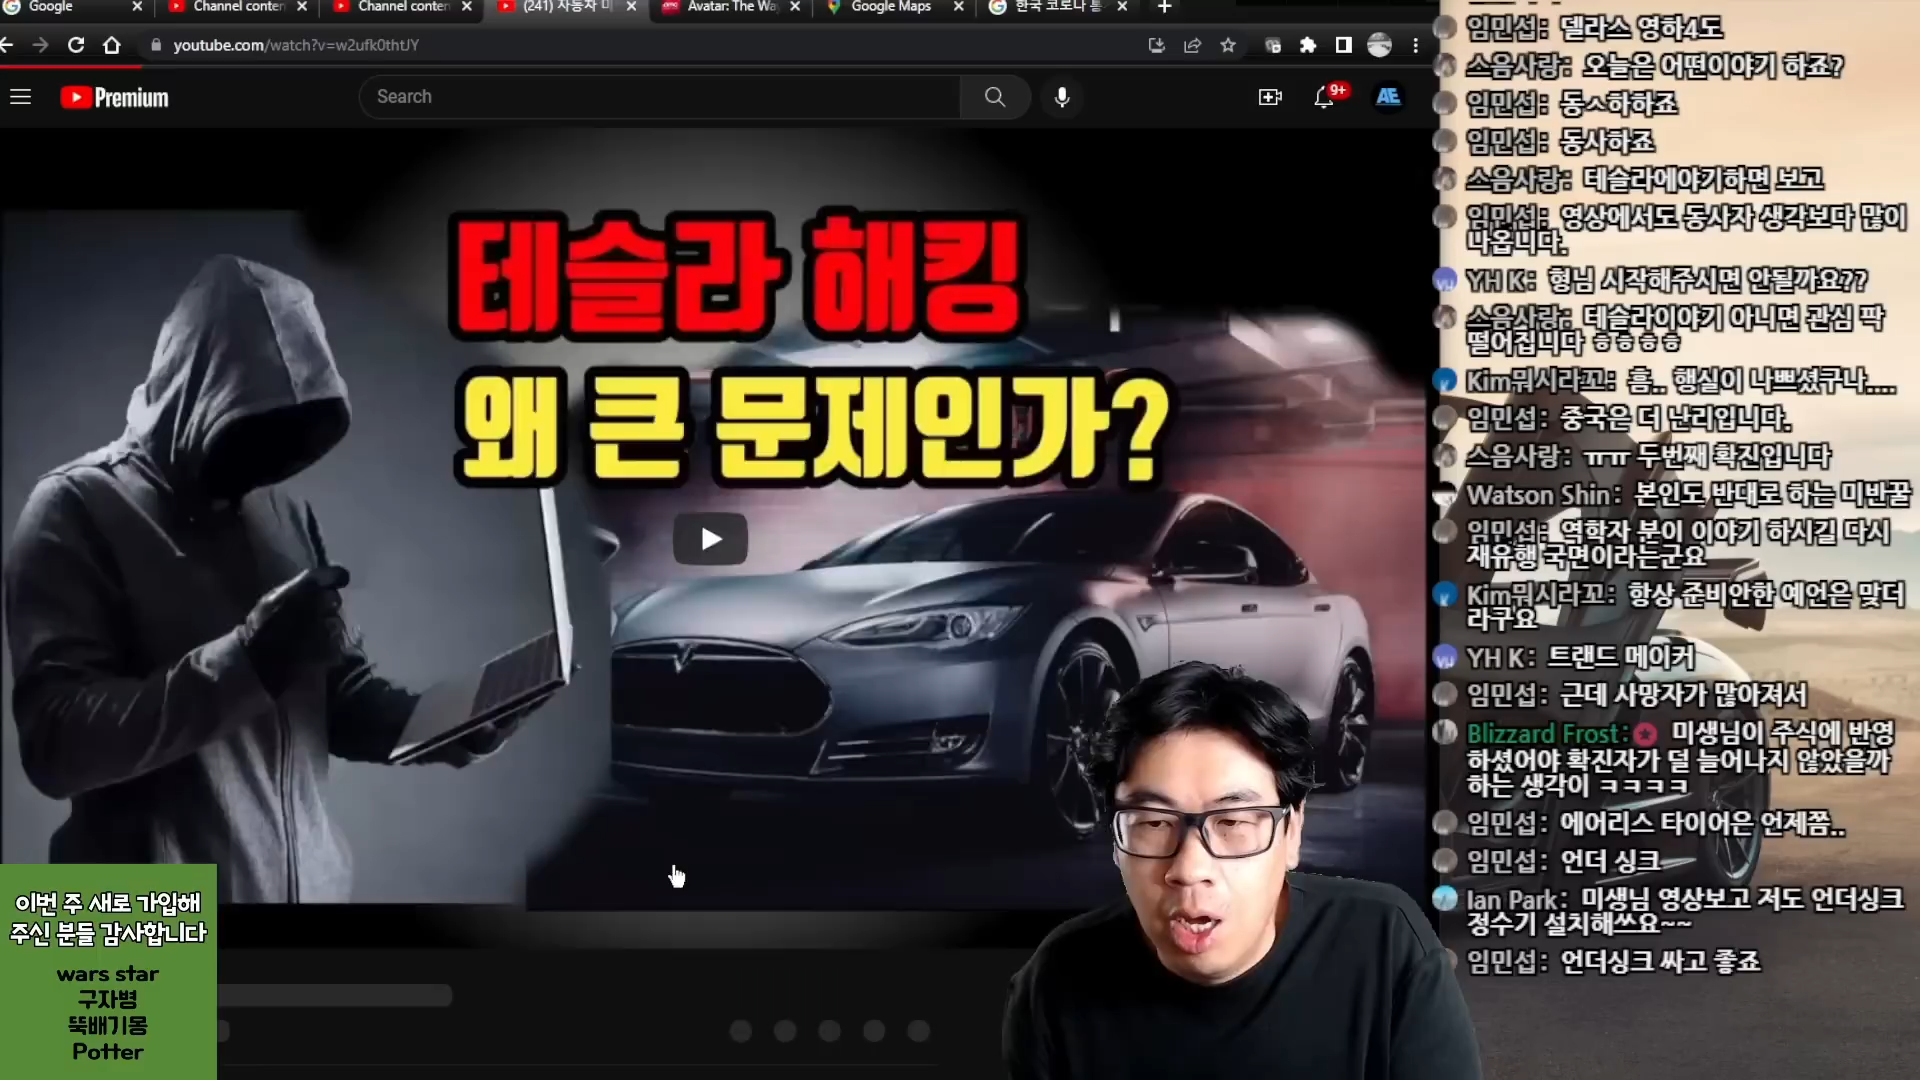 Google
Channel conten
Channel conten
(241) 자동자 미
Avatar: The Wa
Google Maps
한국 코로나 통
youtube.com/watch?v=w2ufk0thtJY
Premium
Search
9+
AE
테슬라 해킹
왜 큰 문제인가?
이번 주 새로 가입해
주신 분들 감사합니다
wars star
구자병
뚝배기몽
Potter
임민섭: 델라스 영하4도
스음사랑: 오늘은 어떤이야기 하죠?
임민섭: 동ㅅ하하죠
임민섭: 동사하죠
스음사랑: 테슬라에야기하면 보고
임민섭: 영상에서도 동사자 생각보다 많이
나옵니다.
YH K: 형님 시작해주시면 안될까요??
스음사랑: 테슬라이야기 아니면 관심 팍
떨어집니다 ㅎㅎㅎㅎ
Kim뭐시라꼬: 흠.. 행실이 나쁘셨구나....
임민섭: 중국은 더 난리입니다.
스음사랑: ㅠㅠ 두번째 확진입니다
Watson Shin: 본인도 반대로 하는 미반꿀
임민섭: 역학자 분이 이야기 하시길 다시
재유행 국면이라는군요
Kim뭐시라꼬: 항상 준비안한 예언은 맞더
라구요
YH K: 트랜드 메이커
임민섭: 근데 사망자가 많아져서
Blizzard Frost: 미생님이 주식에 반영
하셨어야 확진자가 덜 늘어나지 않았을까
하는 생각이 ㅋㅋㅋㅋ
임민섭: 에어리스 타이어은 언제쯤..
임민섭: 언더 싱크
Ian Park: 미생님 영상보고 저도 언더싱크
정수기 설치해쓰요~~
임민섭: 언더싱크 싸고 좋죠